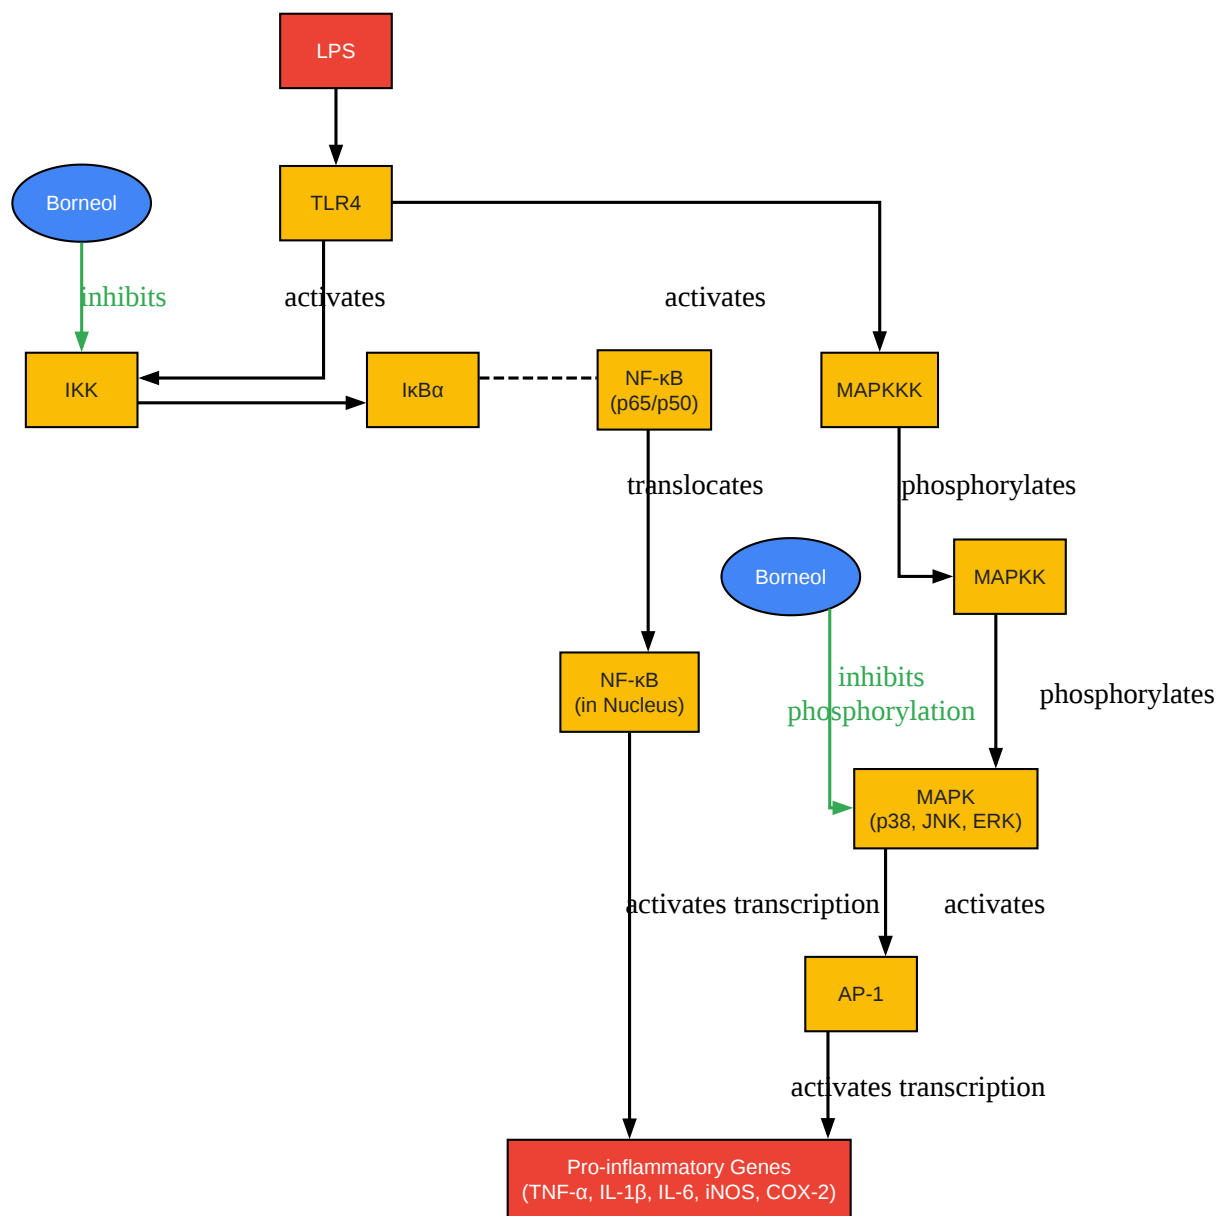 LPS
Borneol
TLR4
inhibits
activates
activates
IKK
IκBα
NF-κB
(p65/p50)
MAPKKK
translocates
phosphorylates
Borneol
MAPKK
NF-κB
(in Nucleus)
inhibits
phosphorylation
phosphorylates
MAPK
(p38, JNK, ERK)
activates transcription
activates
AP-1
activates transcription
Pro-inflammatory Genes
(TNF-α, IL-1β, IL-6, iNOS, COX-2)